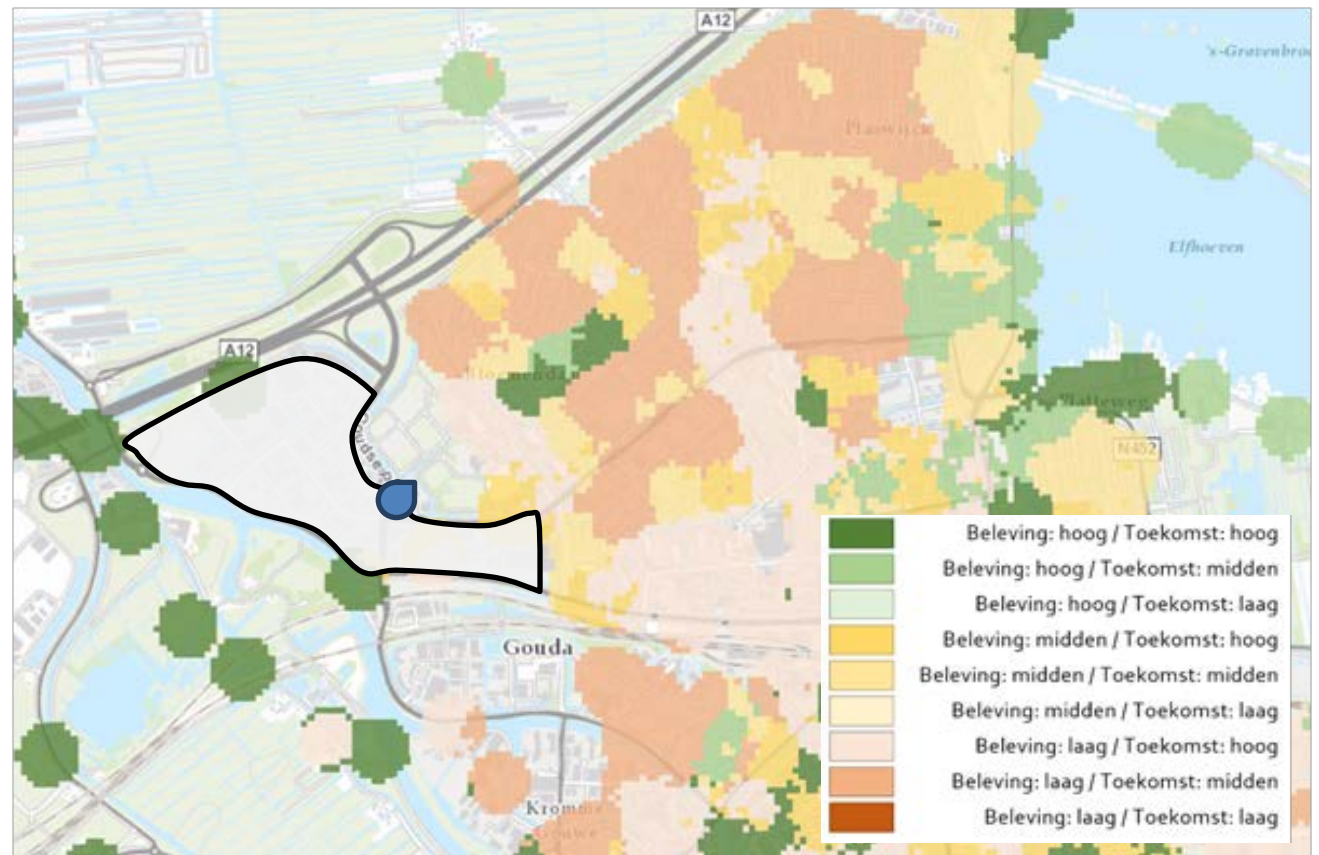 A12
's-Gravenbro
Plaswijck
Elfhoeven
A12
Bloemendaal
Platteweg
N452
Gouda
Kromme
Gouwe
Beleving: hoog / Toekomst: hoog
Beleving: hoog / Toekomst: midden
Beleving: hoog / Toekomst: laag
Beleving: midden / Toekomst: hoog
Beleving: midden / Toekomst: midden
Beleving: midden / Toekomst: laag
Beleving: laag / Toekomst: hoog
Beleving: laag / Toekomst: midden
Beleving: laag / Toekomst: laag